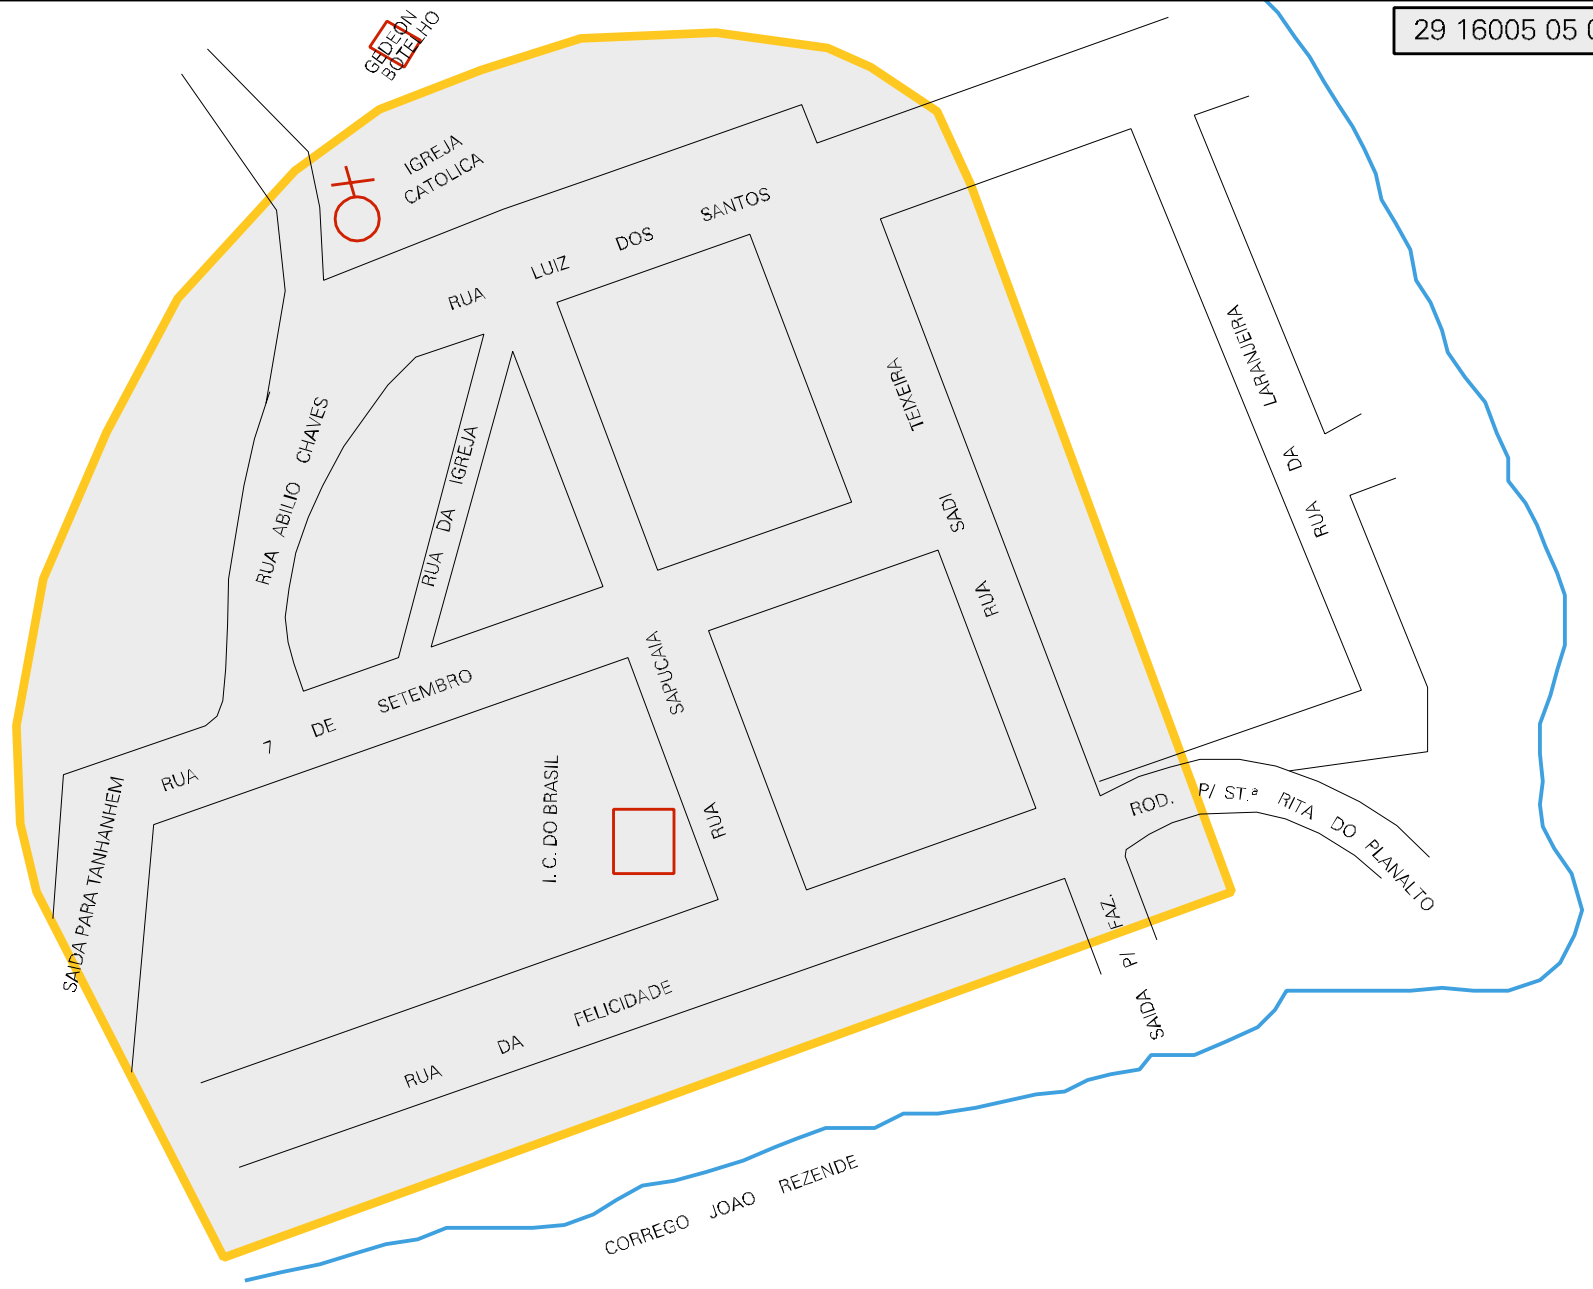 29 16005 05 0
GEDEON
BOTELHO
IGREJA
CATOLICA
RUA LUIZ DOS SANTOS
RUA ABILIO CHAVES
RUA DA IGREJA
RUA SADI TEIXEIRA
RUA DA LARANJEIRA
RUA 7 DE SETEMBRO
RUA SAPUCAIA
SAIDA PARA TANHANHEM
I. C. DO BRASIL
ROD. P/ ST.ª RITA DO PLANALTO
SAIDA P/ FAZ.
RUA DA FELICIDADE
CORREGO JOAO REZENDE